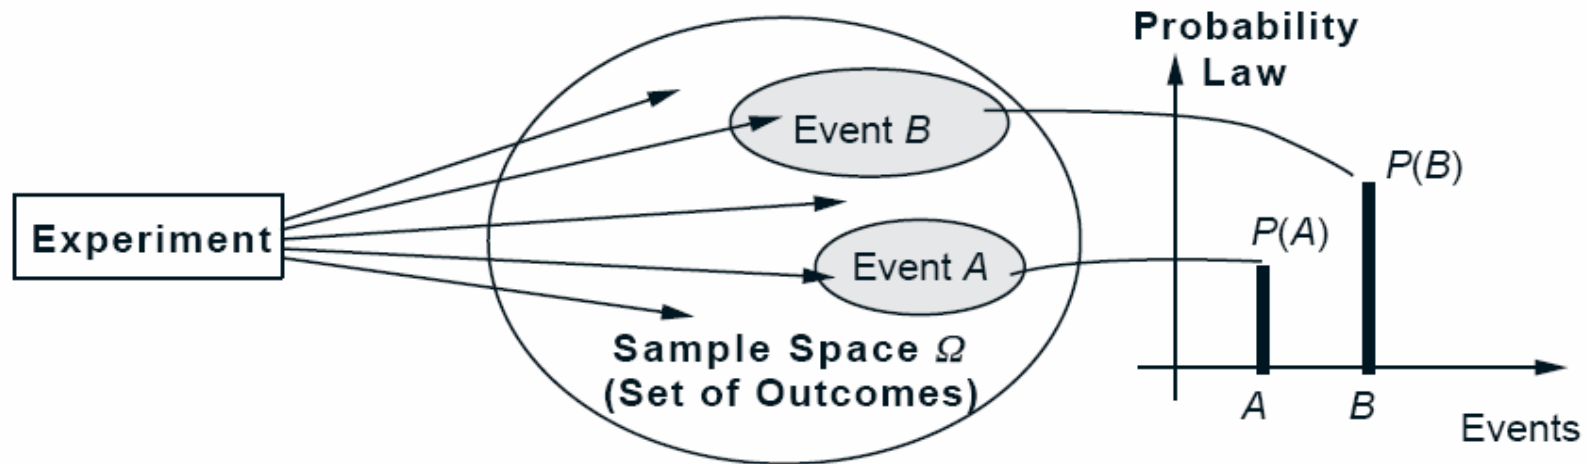 Experiment
Event B
Event A
Sample Space Ω
(Set of Outcomes)
Probability
Law
P(B)
P(A)
A
B
Events